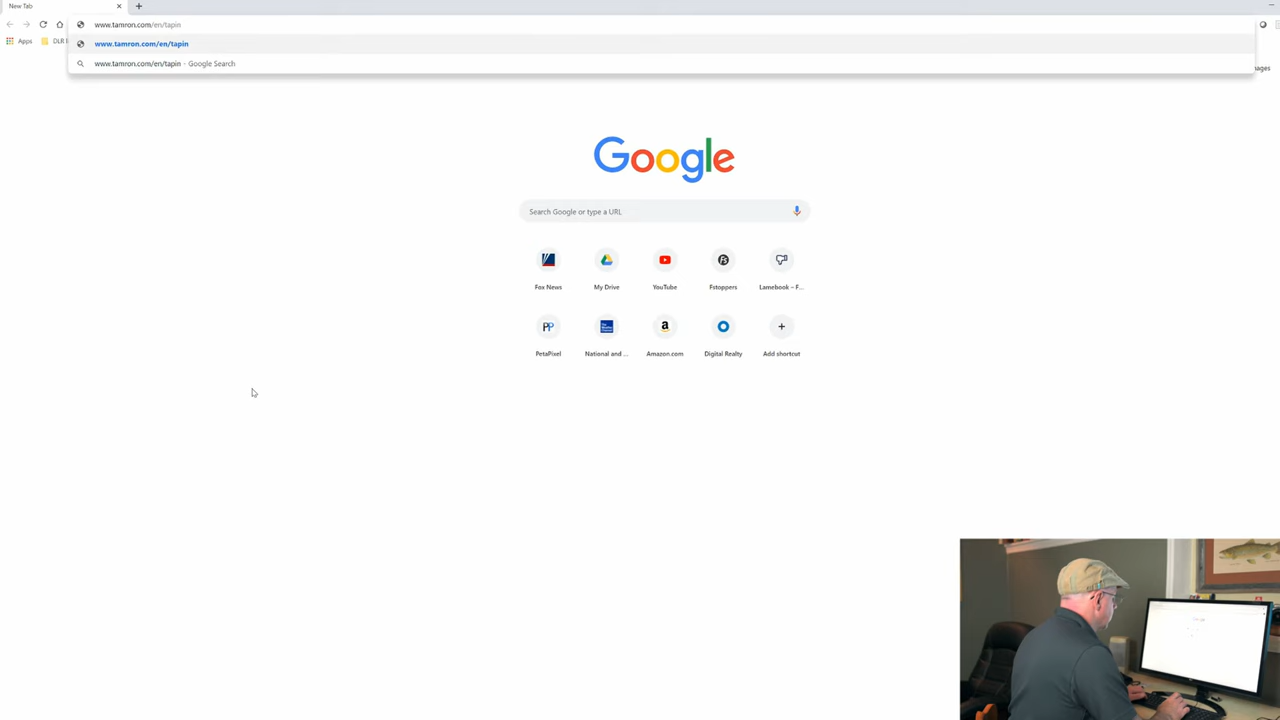 New Tab
www.tamron.com/en/tapin
Apps
DLR
www.tamron.com/en/tapin
www.tamron.com/en/tapin - Google Search
Google
Search Google or type a URL
Fox News
My Drive
YouTube
Fstoppers
Lamebook – F...
PetaPixel
National and ...
Amazon.com
Digital Realty
Add shortcut